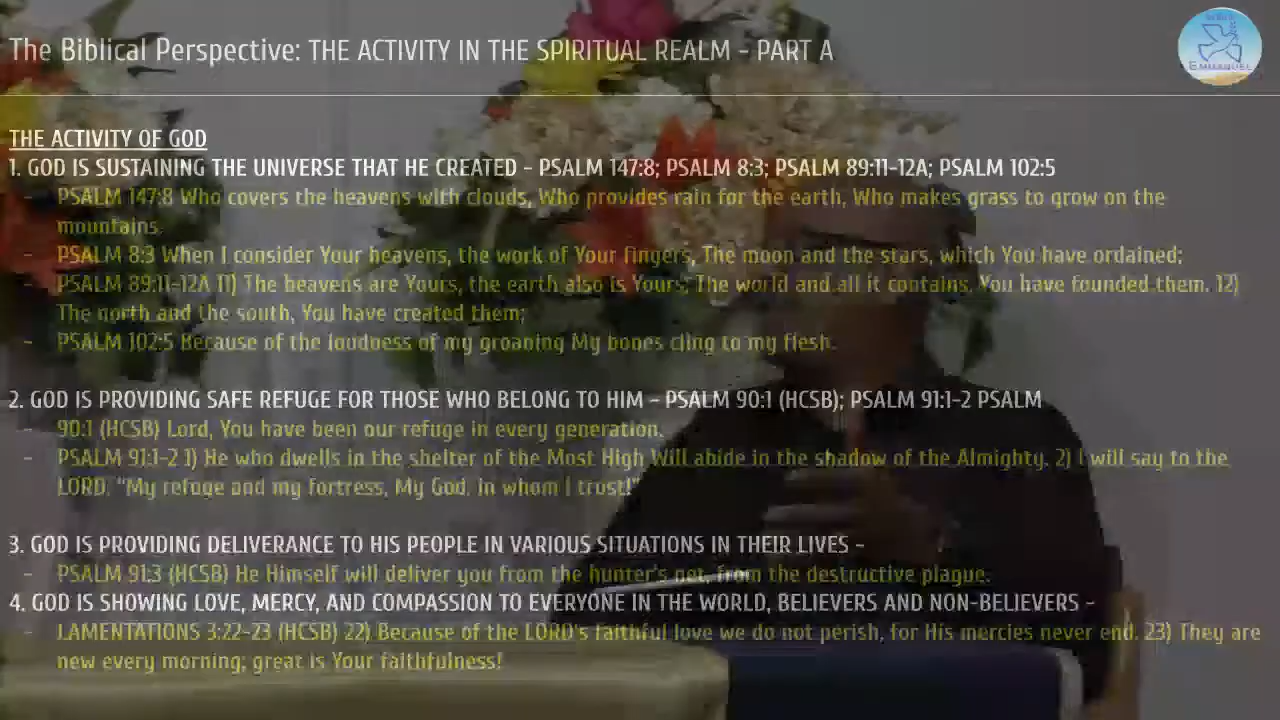 The Biblical Perspective: THE ACTIVITY IN THE SPIRITUAL REALM - PART A
EMMANUEL
THE ACTIVITY OF GOD
1. GOD IS SUSTAINING THE UNIVERSE THAT HE CREATED - PSALM 147:8; PSALM 8:3; PSALM 89:11-12A; PSALM 102:5
- PSALM 147:8 Who covers the heavens with clouds, Who provides rain for the earth, Who makes grass to grow on the
mountains.
- PSALM 8:3 When I consider Your heavens, the work of Your fingers, The moon and the stars, which You have ordained;
- PSALM 89:11-12A 11) The heavens are Yours, the earth also is Yours; The world and all it contains, You have founded them. 12)
The north and the south, You have created them;
- PSALM 102:5 Because of the loudness of my groaning My bones cling to my flesh.
2. GOD IS PROVIDING SAFE REFUGE FOR THOSE WHO BELONG TO HIM - PSALM 90:1 (HCSB); PSALM 91:1-2 PSALM
- 90:1 (HCSB) Lord, You have been our refuge in every generation.
- PSALM 91:1-2 1) He who dwells in the shelter of the Most High Will abide in the shadow of the Almighty. 2) I will say to the
LORD, "My refuge and my fortress, My God, in whom I trust!"
3. GOD IS PROVIDING DELIVERANCE TO HIS PEOPLE IN VARIOUS SITUATIONS IN THEIR LIVES -
- PSALM 91:3 (HCSB) He Himself will deliver you from the hunter's net, from the destructive plague.
4. GOD IS SHOWING LOVE, MERCY, AND COMPASSION TO EVERYONE IN THE WORLD, BELIEVERS AND NON-BELIEVERS -
- LAMENTATIONS 3:22-23 (HCSB) 22) Because of the LORD's faithful love we do not perish, for His mercies never end. 23) They are
new every morning; great is Your faithfulness!